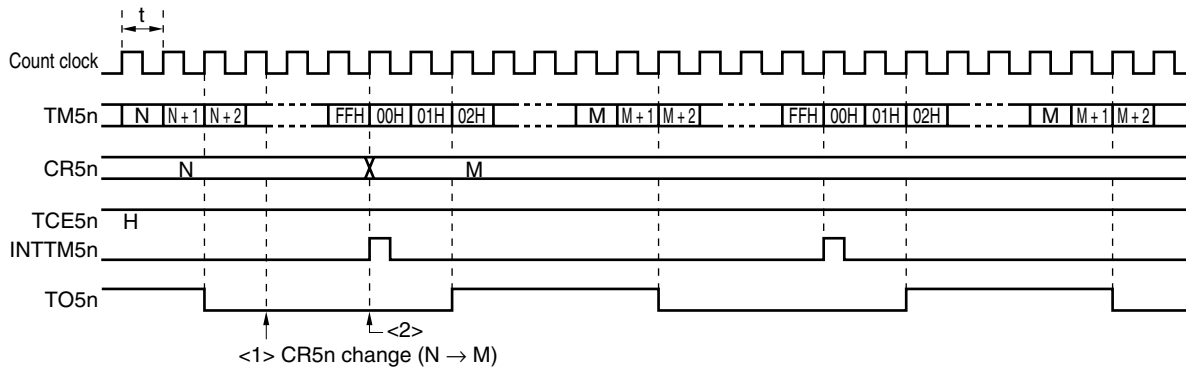 t
Count clock
TM5n N N + 1 N + 2 FFH 00H 01H 02H M M + 1 M + 2 FFH 00H 01H 02H M M + 1 M + 2
CR5n N M
TCE5n H
INTTM5n
TO5n
<2>
<1> CR5n change (N → M)